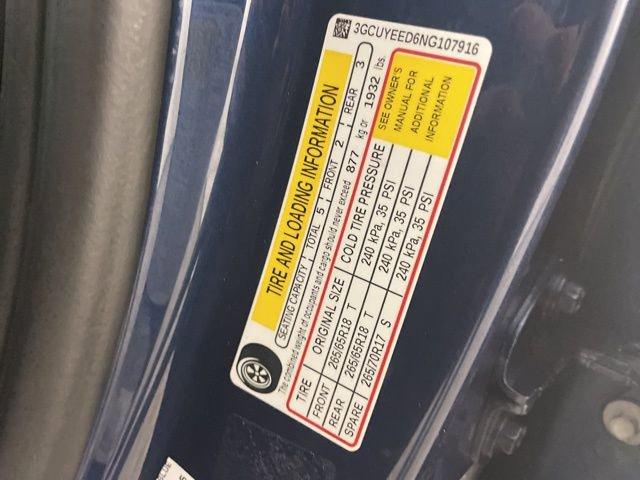 3GCUYEED6NG107916
TIRE AND LOADING INFORMATION
SEATING CAPACITY TOTAL 5 FRONT 2 REAR 3
The combined weight of occupants and cargo should never exceed 877 kg or 1932 lbs.
TIRE ORIGINAL SIZE COLD TIRE PRESSURE
FRONT 265/65R18 T 240 kPa, 35 PSI
REAR 265/65R18 T 240 kPa, 35 PSI
SPARE 265/70R17 S 240 kPa, 35 PSI
SEE OWNER'S
MANUAL FOR
ADDITIONAL
INFORMATION